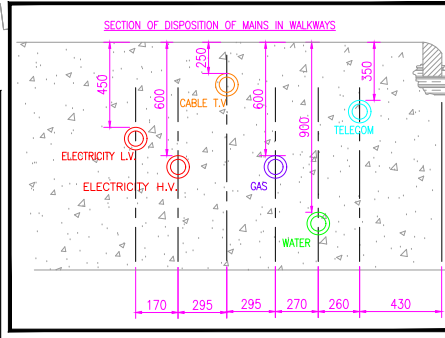 SECTION OF DISPOSITION OF MAINS IN WALKWAYS
250
350
450
600
600
CABLE T.V
900
TELECOM
ELECTRICITY L.V.
ELECTRICITY H.V.
GAS
WATER
170 295 295 270 260 430